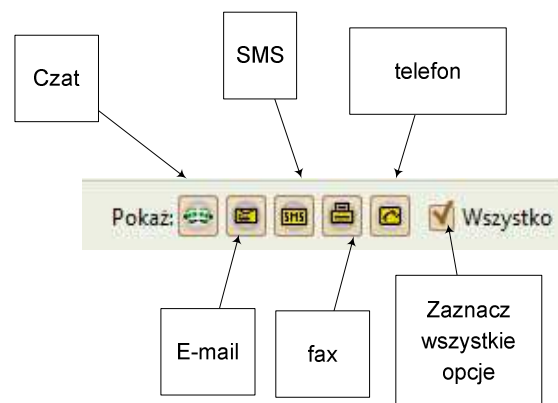 SMS
Czat
telefon
Pokaż: SMS Wszystko
E-mail
fax
Zaznacz
wszystkie
opcje